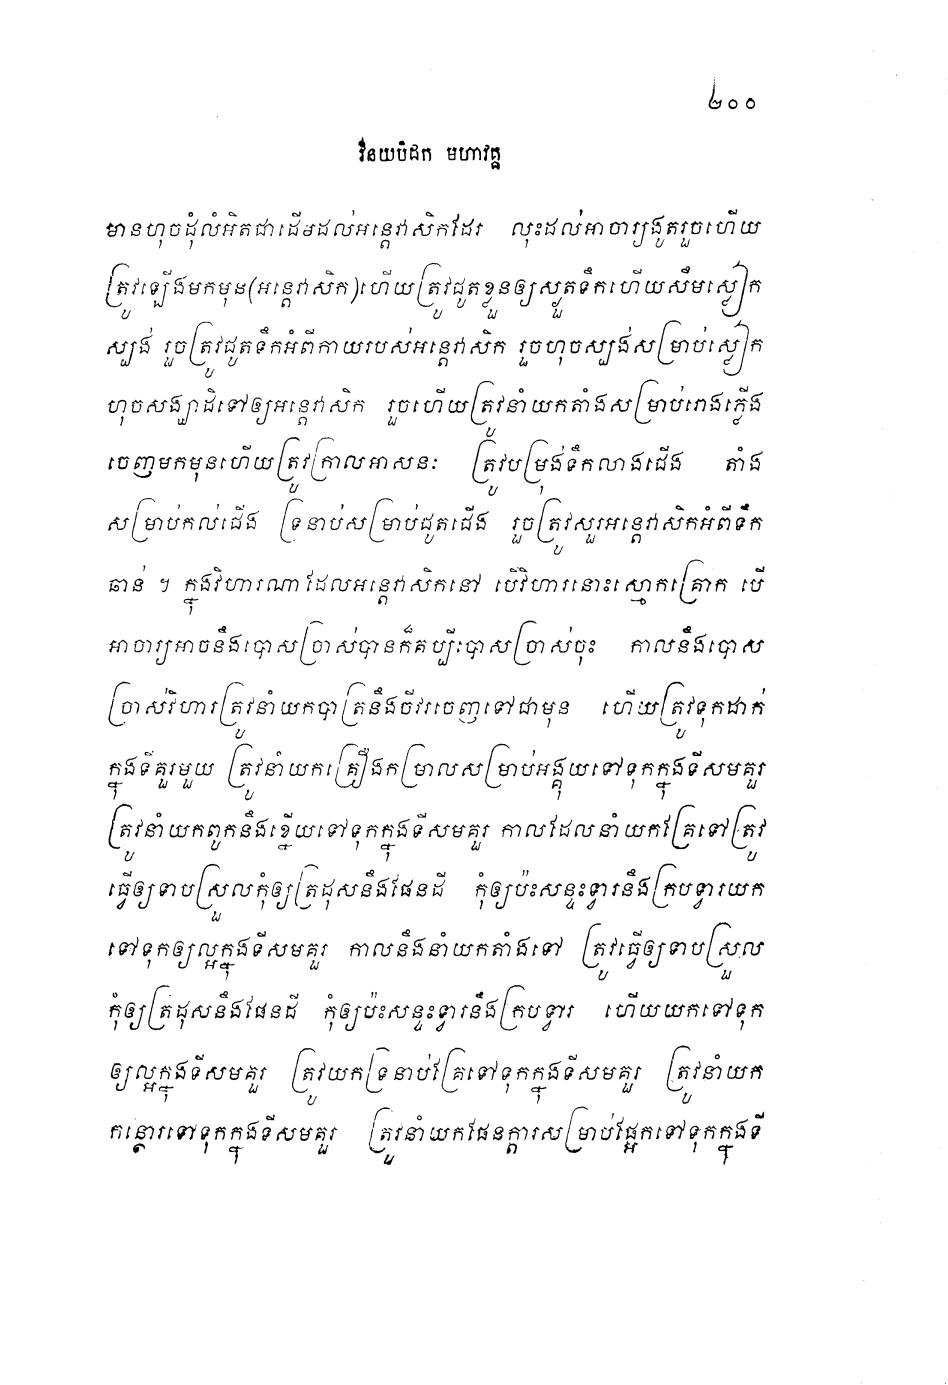 ២០០
វិនយបិដក មហាវគ្គ
មានហុចដុំលំអិតជាដើមដល់អន្តេវាសិកដែរ លុះដល់អាចារ្យងូតរួចហើយ
ត្រូវឡើងមកមុន(អន្តេវាសិក)ហើយត្រូវជូតខ្លួនឲ្យស្ងួតទឹកហើយសឹមស្លៀក
ស្បង់ រួចត្រូវជូតទឹកអំពីកាយរបស់អន្តេវាសិក រួចហុចស្បង់សម្រាប់ស្លៀក
ហុចសង្ឃាដិទៅឲ្យអន្តេវាសិក រួចហើយត្រូវនាំយកតាំងសម្រាប់រោងភ្លើង
ចេញមកមុនហើយត្រូវក្រាលអាសនៈ ត្រូវបម្រុងទឹកលាងជើង តាំង
សម្រាប់កល់ជើង ទ្រនាប់សម្រាប់ជូតជើង រួចត្រូវសួរអន្តេវាសិកអំពីទឹក
ឆាន់ ។ ក្នុងវិហារណាដែលអន្តេវាសិកនៅ បើវិហារនោះស្មោកគ្រោក បើ
អាចារ្យអាចនឹងបោសច្រាស់បានក៏គប្បីបោសច្រាស់ចុះ កាលនឹងបោស
ច្រាស់វិហារត្រូវនាំយកបាត្រនឹងចីវរចេញទៅជាមុន ហើយត្រូវទុកដាក់
ក្នុងទីគួរមួយ ត្រូវនាំយកគ្រឿងកម្រាលសម្រាប់អង្គុយទៅទុកក្នុងទីសមគួរ
ត្រូវនាំយកពូកនឹងខ្នើយទៅទុកក្នុងទីសមគួរ កាលដែលនាំយកគ្រែទៅត្រូវ
ធ្វើឲ្យទាបស្រួលកុំឲ្យត្រដុសនឹងផែនដី កុំឲ្យប៉ះសន្ទះទ្វារនឹងក្របទ្វារយក
ទៅទុកឲ្យល្អក្នុងទីសមគួរ កាលនឹងនាំយកតាំងទៅ ត្រូវធ្វើឲ្យទាបស្រួល
កុំឲ្យត្រដុសនឹងផែនដី កុំឲ្យប៉ះសន្ទះទ្វារនឹងក្របទ្វារ ហើយយកទៅទុក
ឲ្យល្អក្នុងទីសមគួរ ត្រូវយកទ្រនាប់គ្រែទៅទុកក្នុងទីសមគួរ ត្រូវនាំយក
កន្ថោរទៅទុកក្នុងទីសមគួរ ត្រូវនាំយកផែនក្តារសម្រាប់ផ្អែកទៅទុកក្នុងទី